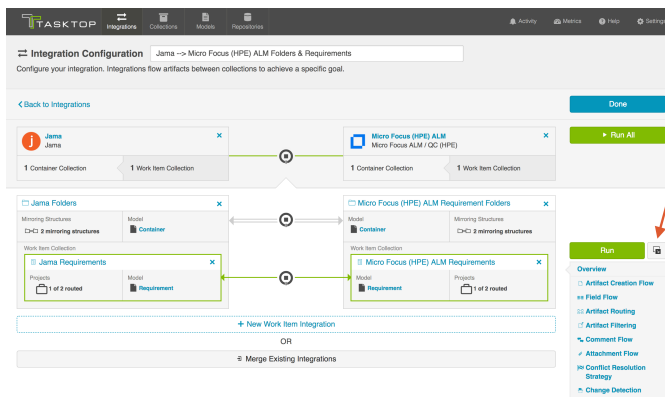 TASKTOP
Integrations
Collections
Models
Repositories
Activity
Metrics
Help
Settings
Integration Configuration
Jama --> Micro Focus (HPE) ALM Folders & Requirements
Configure your integration. Integrations flow artifacts between collections to achieve a specific goal.
Back to Integrations
Done
Jama
Jama
Micro Focus (HPE) ALM
Micro Focus ALM / QC (HPE)
Run All
1 Container Collection
1 Work Item Collection
1 Container Collection
1 Work Item Collection
Jama Folders
Micro Focus (HPE) ALM Requirement Folders
Mirroring Structures
Model
Model
Mirroring Structures
2 mirroring structures
Container
Container
2 mirroring structures
Work Item Collection
Work Item Collection
Run
Jama Requirements
Micro Focus (HPE) ALM Requirements
Projects
Model
Model
Projects
1 of 2 routed
Requirement
Requirement
1 of 2 routed
Overview
Artifact Creation Flow
Field Flow
Artifact Routing
Artifact Filtering
Comment Flow
Attachment Flow
Conflict Resolution
Strategy
Change Detection
+ New Work Item Integration
OR
Merge Existing Integrations